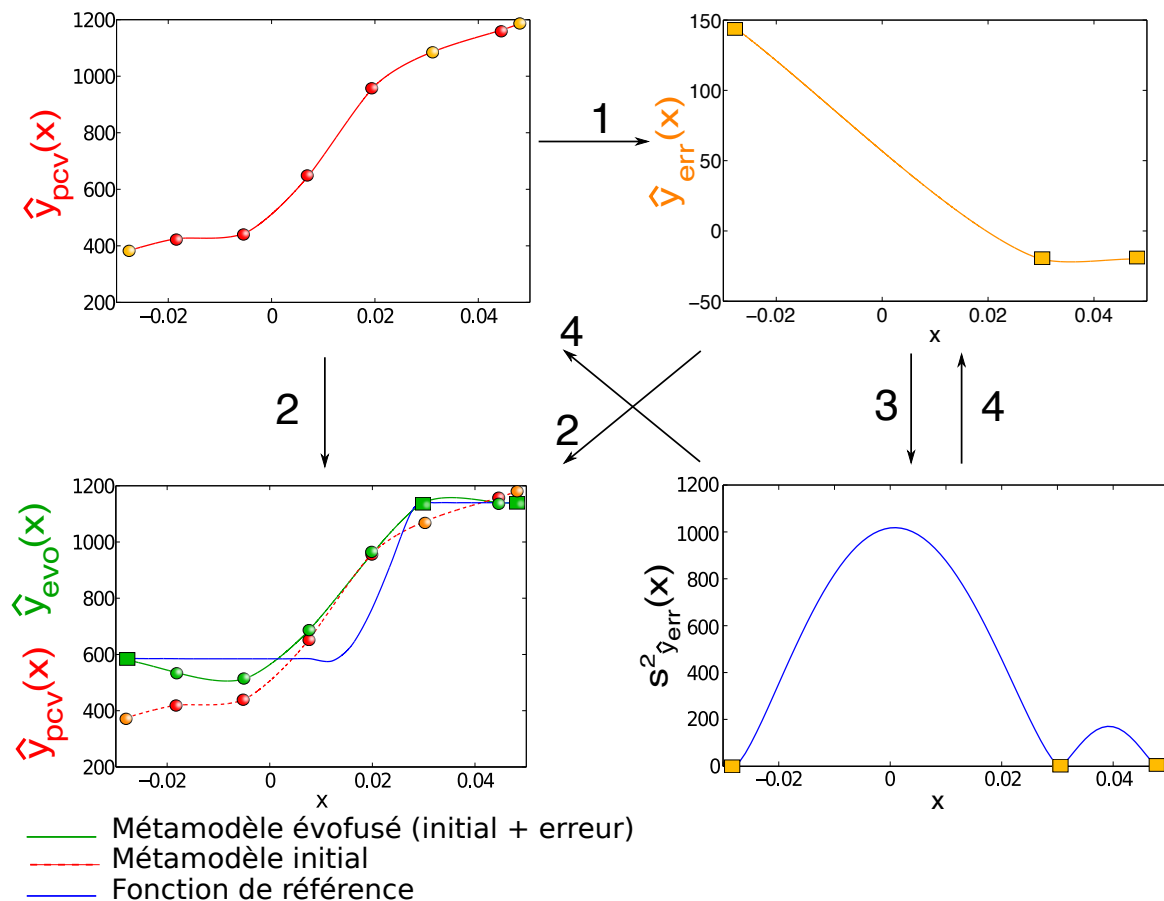 1200
1000
800
600
400
200
ŷpcv(x)
−0.02 0 0.02 0.04
1
150
100
50
0
−50
ŷerr(x)
−0.02 0 0.02 0.04
x
2
4
2
3
4
1200
1000
800
600
400
200
ŷevo(x)
ŷpcv(x)
−0.02 0 0.02 0.04
x
1200
1000
800
600
400
200
0
s²ŷerr(x)
−0.02 0 0.02 0.04
x
Métamodèle évofusé (initial + erreur)
Métamodèle initial
Fonction de référence